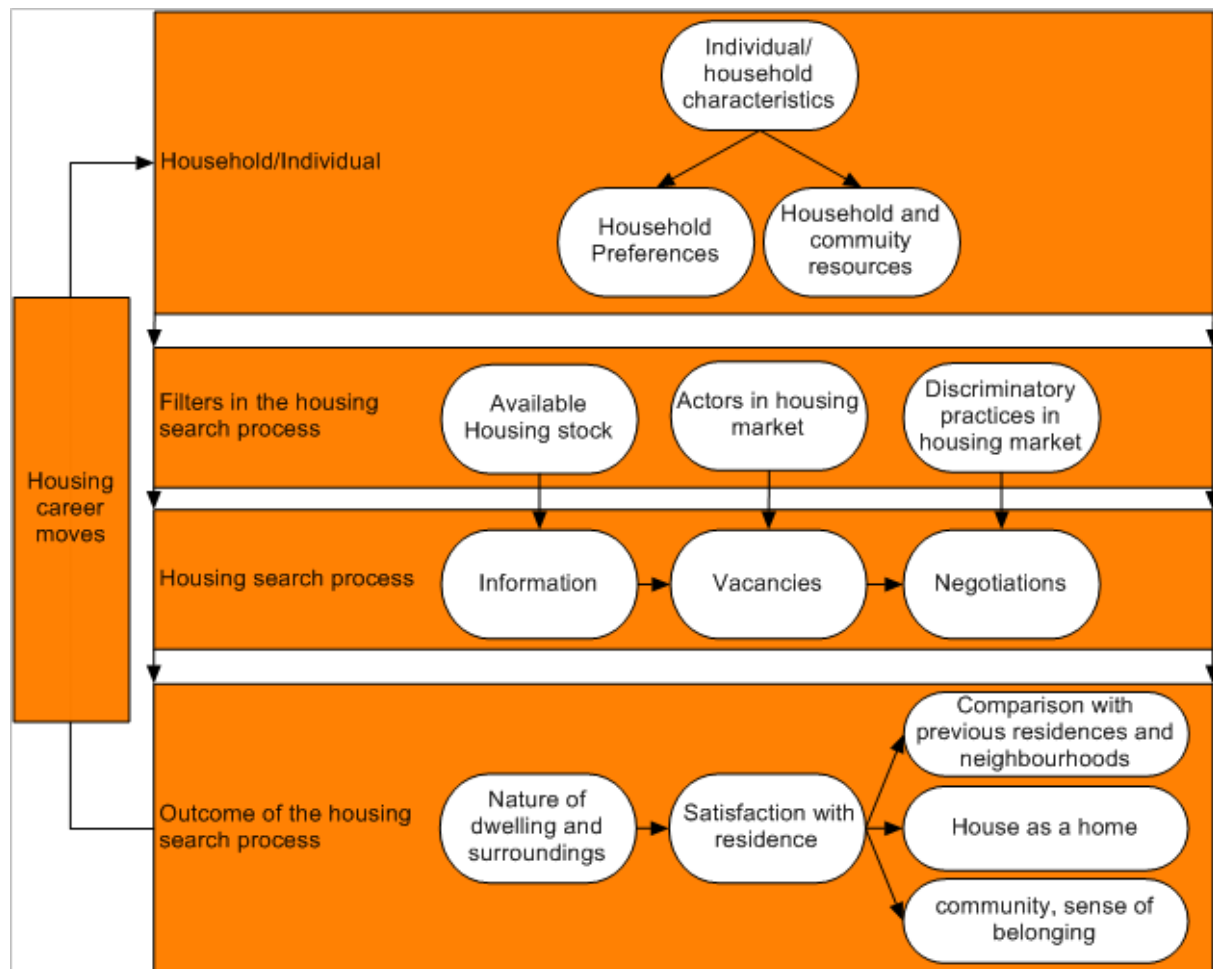 Individual/
household
characteristics
Household/Individual
Household
Preferences
Household and
commuity
resources
Filters in the housing
search process
Available
Housing stock
Actors in housing
market
Discriminatory
practices in
housing market
Housing
career
moves
Housing search process
Information
Vacancies
Negotiations
Outcome of the housing
search process
Nature of
dwelling and
surroundings
Satisfaction with
residence
Comparison with
previous residences and
neighbourhoods
House as a home
community, sense of
belonging